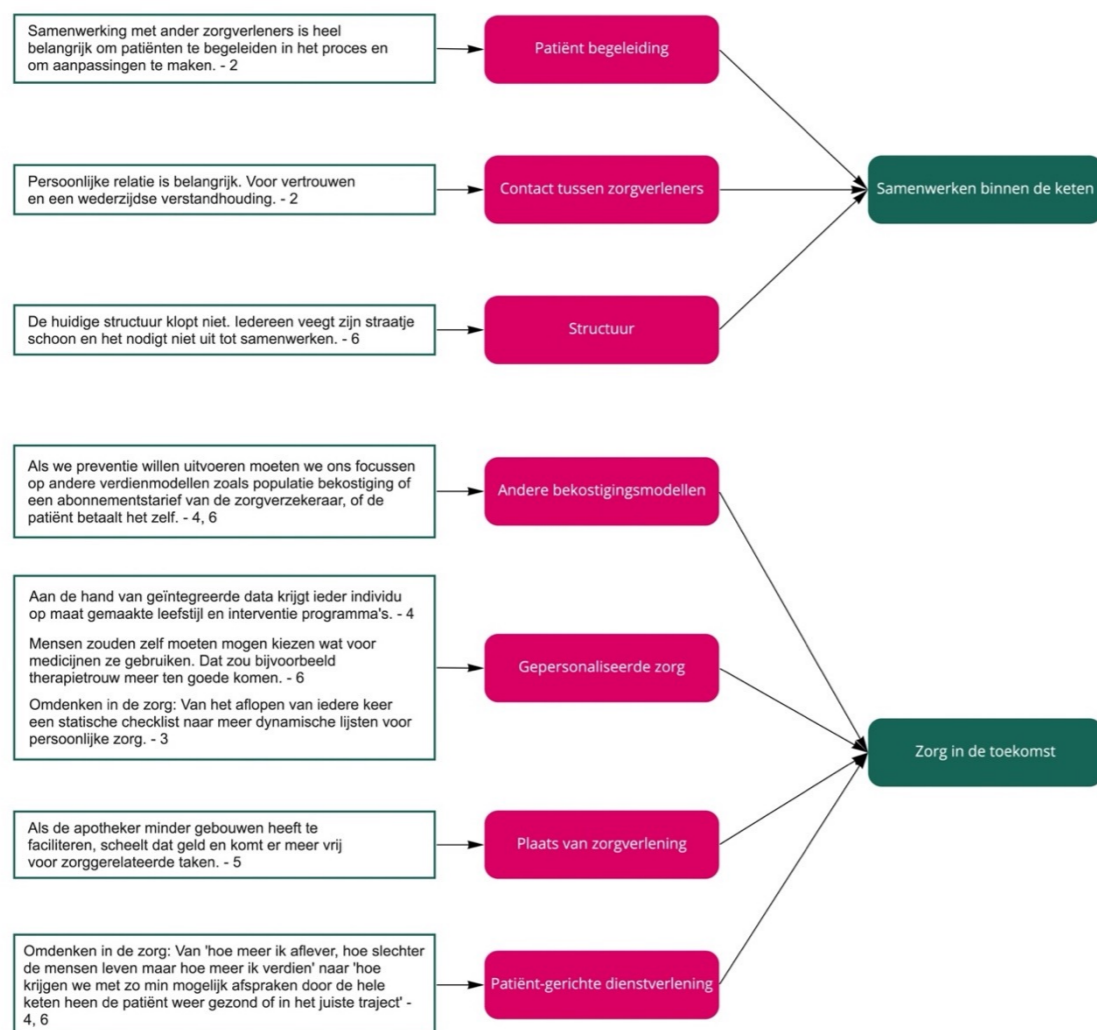 Samenwerking met ander zorgverleners is heel
belangrijk om patiënten te begeleiden in het proces en
om aanpassingen te maken. - 2
Patiënt begeleiding
Persoonlijke relatie is belangrijk. Voor vertrouwen
en een wederzijdse verstandhouding. - 2
Contact tussen zorgverleners
Samenwerken binnen de keten
De huidige structuur klopt niet. Iedereen veegt zijn straatje
schoon en het nodigt niet uit tot samenwerken. - 6
Structuur
Als we preventie willen uitvoeren moeten we ons focussen
op andere verdienmodellen zoals populatie bekostiging of
een abonnementstarief van de zorgverzekeraar, of de
patiënt betaalt het zelf. - 4, 6
Andere bekostigingsmodellen
Aan de hand van geïntegreerde data krijgt ieder individu
op maat gemaakte leefstijl en interventie programma's. - 4
Mensen zouden zelf moeten mogen kiezen wat voor
medicijnen ze gebruiken. Dat zou bijvoorbeeld
therapietrouw meer ten goede komen. - 6
Omdenken in de zorg: Van het aflopen van iedere keer
een statische checklist naar meer dynamische lijsten voor
persoonlijke zorg. - 3
Gepersonaliseerde zorg
Zorg in de toekomst
Als de apotheker minder gebouwen heeft te
faciliteren, scheelt dat geld en komt er meer vrij
voor zorggerelateerde taken. - 5
Plaats van zorgverlening
Omdenken in de zorg: Van 'hoe meer ik aflever, hoe slechter
de mensen leven maar hoe meer ik verdien' naar 'hoe
krijgen we met zo min mogelijk afspraken door de hele
keten heen de patiënt weer gezond of in het juiste traject' -
4, 6
Patiënt-gerichte dienstverlening